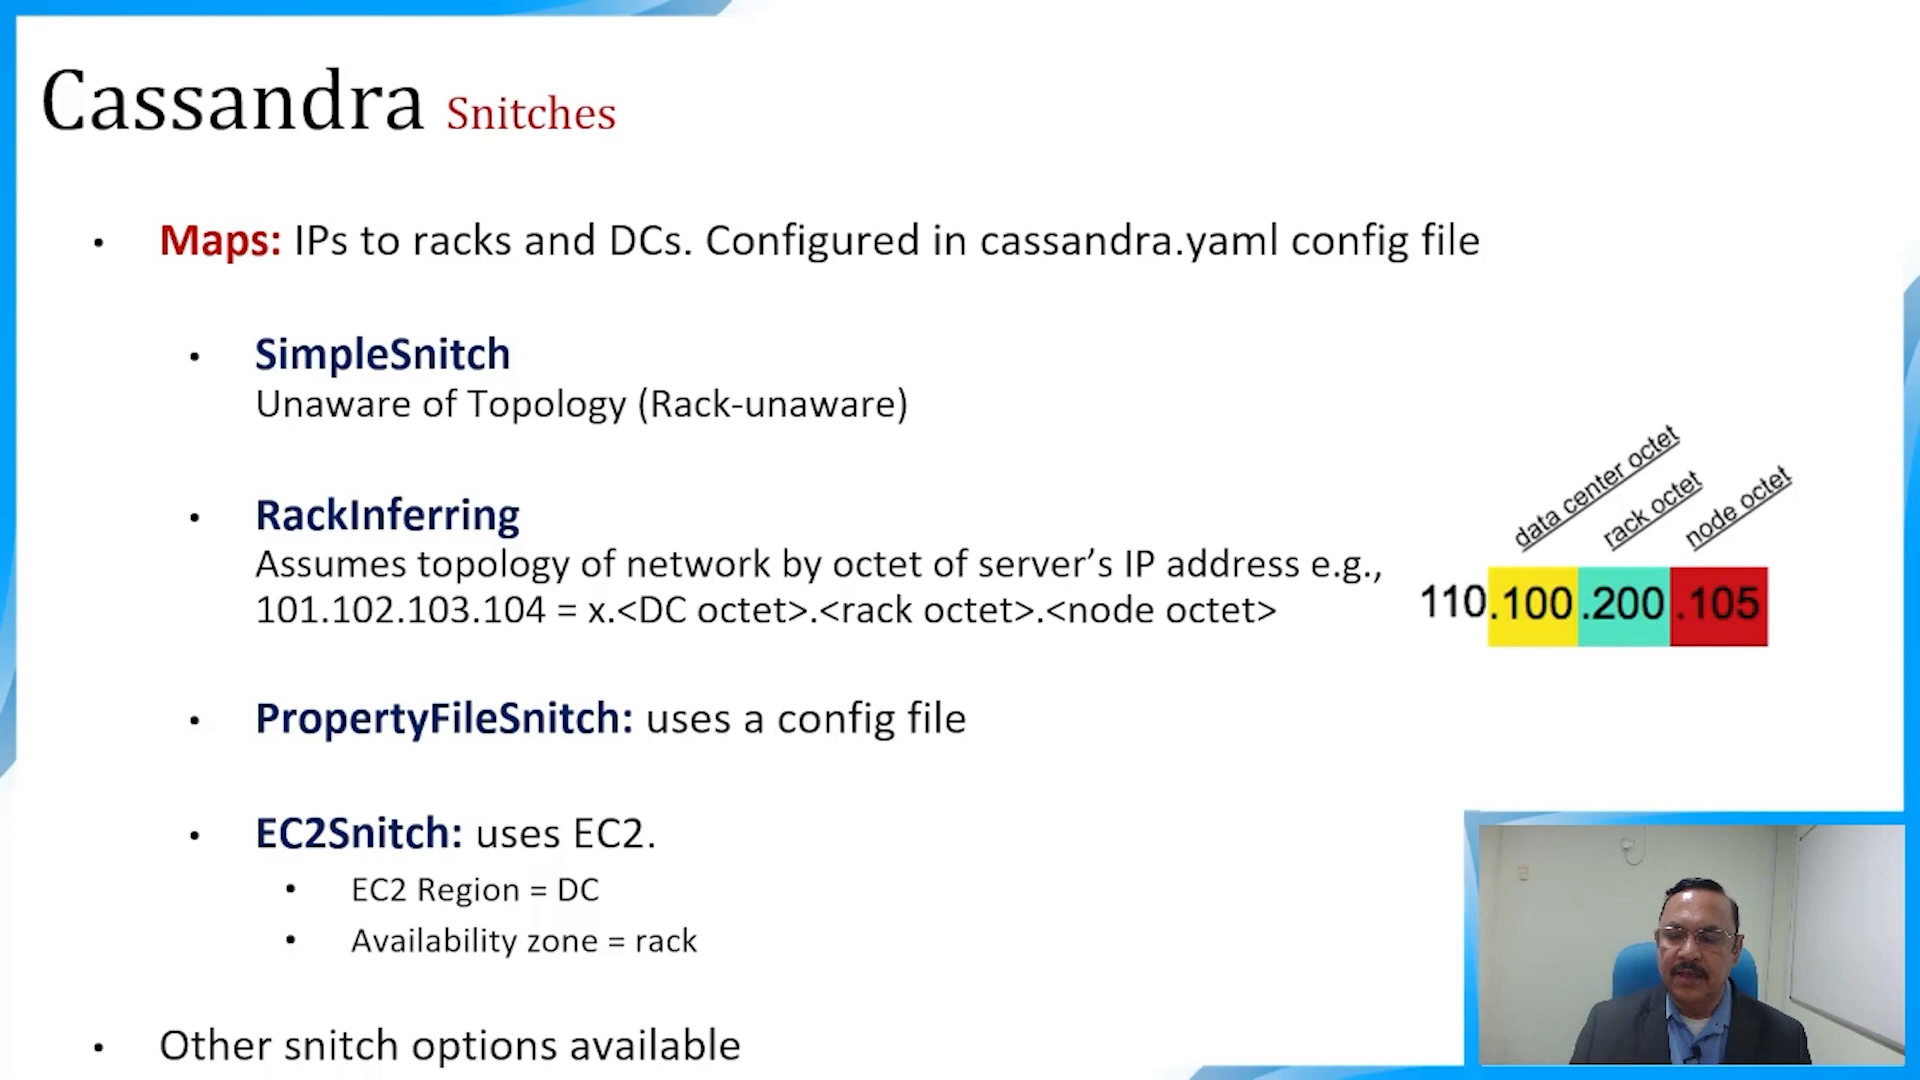 Cassandra Snitches
• Maps: IPs to racks and DCs. Configured in cassandra.yaml config file
• SimpleSnitch
Unaware of Topology (Rack-unaware)
• RackInferring
Assumes topology of network by octet of server’s IP address e.g.,
101.102.103.104 = x.<DC octet>.<rack octet>.<node octet>
data center octet
rack octet
node octet
110.100.200.105
• PropertyFileSnitch: uses a config file
• EC2Snitch: uses EC2.
• EC2 Region = DC
• Availability zone = rack
• Other snitch options available